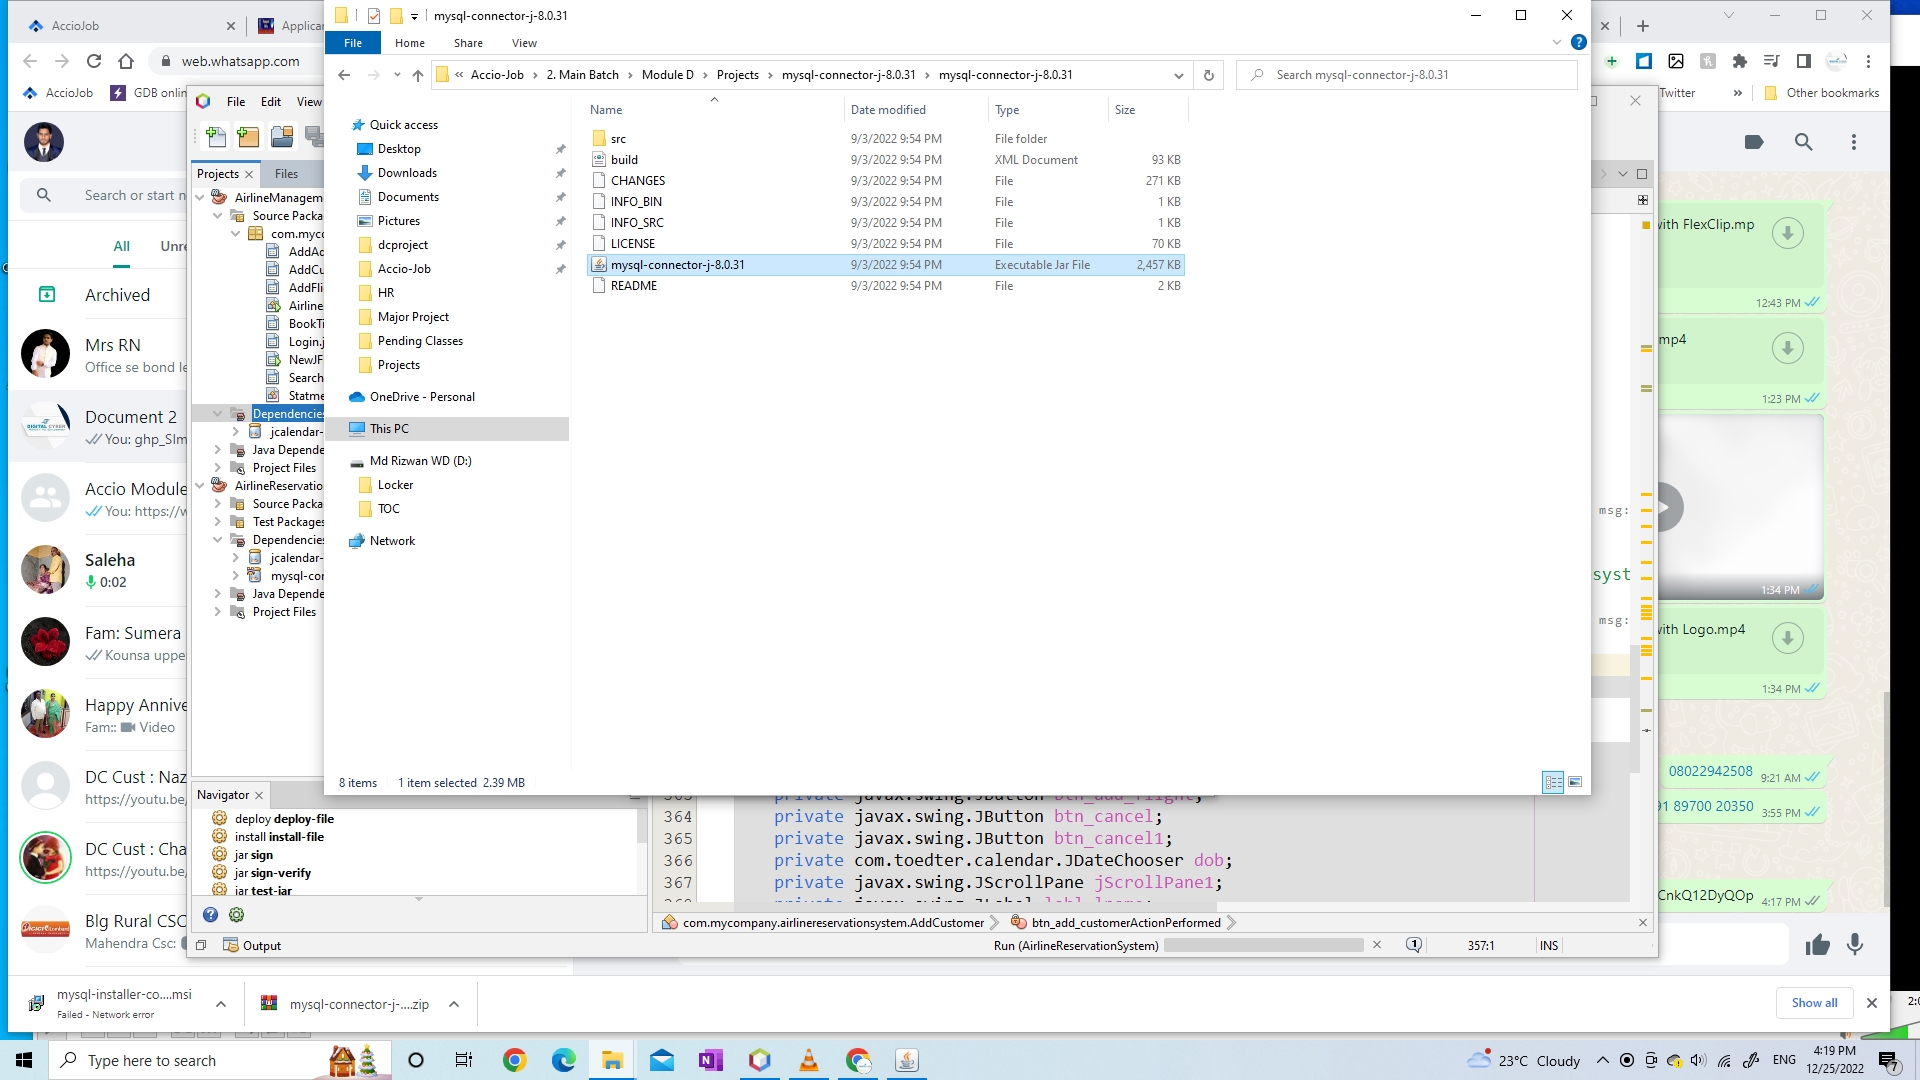 AccioJob
Applica
web.whatsapp.com
AccioJob
GDB onlin
Twitter
»
Other bookmarks
Search or start n
All
Unre
Archived
Mrs RN
Office se bond le
Document 2
You: ghp_SIm
Accio Module
You: https://w
Saleha
0:02
Fam: Sumera
Kounsa uppe
Happy Annive
Fam:: Video
DC Cust : Naz
https://youtu.be/
DC Cust : Cha
https://youtu.be/
Blg Rural CSC
Mahendra Csc:
File
Edit
View
Projects
Files
AirlineManagem
Source Packa
com.myco
AddAd
AddCu
AddFli
Airline
BookTi
Login.j
NewJF
Search
Statme
Dependencies
jcalendar-
Java Depende
Project Files
AirlineReservatio
Source Packa
Test Packages
Dependencies
jcalendar-
mysql-con
Java Depende
Project Files
mysql-connector-j-8.0.31
File
Home
Share
View
« Accio-Job › 2. Main Batch › Module D › Projects › mysql-connector-j-8.0.31 › mysql-connector-j-8.0.31
Search mysql-connector-j-8.0.31
Quick access
Desktop
Downloads
Documents
Pictures
dcproject
Accio-Job
HR
Major Project
Pending Classes
Projects
OneDrive - Personal
This PC
Md Rizwan WD (D:)
Locker
TOC
Network
Name Date modified Type Size
src 9/3/2022 9:54 PM File folder
build 9/3/2022 9:54 PM XML Document 93 KB
CHANGES 9/3/2022 9:54 PM File 271 KB
INFO_BIN 9/3/2022 9:54 PM File 1 KB
INFO_SRC 9/3/2022 9:54 PM File 1 KB
LICENSE 9/3/2022 9:54 PM File 70 KB
mysql-connector-j-8.0.31 9/3/2022 9:54 PM Executable Jar File 2,457 KB
README 9/3/2022 9:54 PM File 2 KB
8 items 1 item selected 2.39 MB
with FlexClip.mp
12:43 PM
mp4
1:23 PM
msg:
syst
1:34 PM
msg:
with Logo.mp4
1:34 PM
08022942508 9:21 AM
91 89700 20350 3:55 PM
CnkQ12DyQOp 4:17 PM
Navigator
deploy deploy-file
install install-file
jar sign
jar sign-verify
jar test-jar
363 private javax.swing.JButton btn_add_flight;
364 private javax.swing.JButton btn_cancel;
365 private javax.swing.JButton btn_cancel1;
366 private com.toedter.calendar.JDateChooser dob;
367 private javax.swing.JScrollPane jScrollPane1;
com.mycompany.airlinereservationsystem.AddCustomer
btn_add_customerActionPerformed
Output
Run (AirlineReservationSystem)
1
357:1
INS
mysql-installer-co....msi
Failed - Network error
mysql-connector-j-....zip
Show all
2:0
Type here to search
23°C Cloudy
ENG
4:19 PM
12/25/2022
7